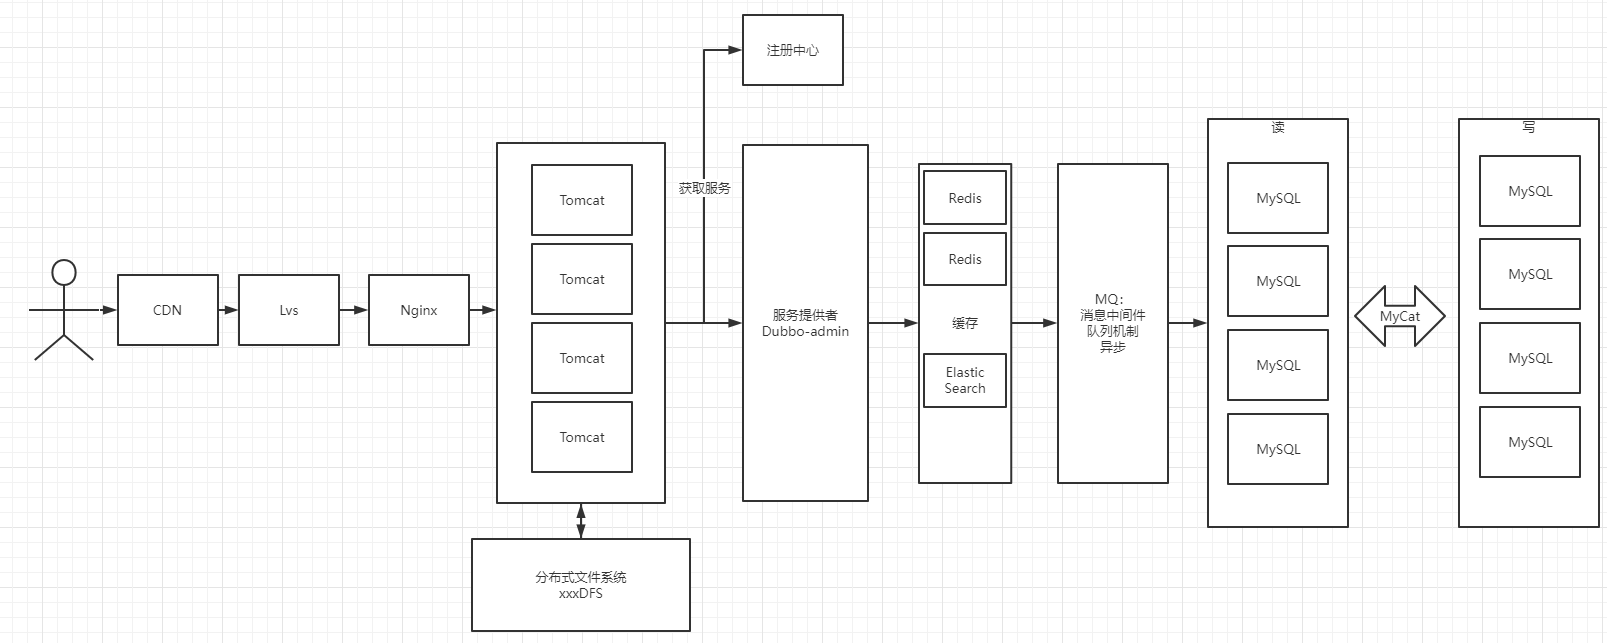 注册中心
获取服务
CDN
Lvs
Nginx
Tomcat
Tomcat
Tomcat
Tomcat
分布式文件系统
xxxDFS
服务提供者
Dubbo-admin
Redis
Redis
缓存
Elastic
Search
MQ：
消息中间件
队列机制
异步
读
MySQL
MySQL
MySQL
MySQL
MyCat
写
MySQL
MySQL
MySQL
MySQL